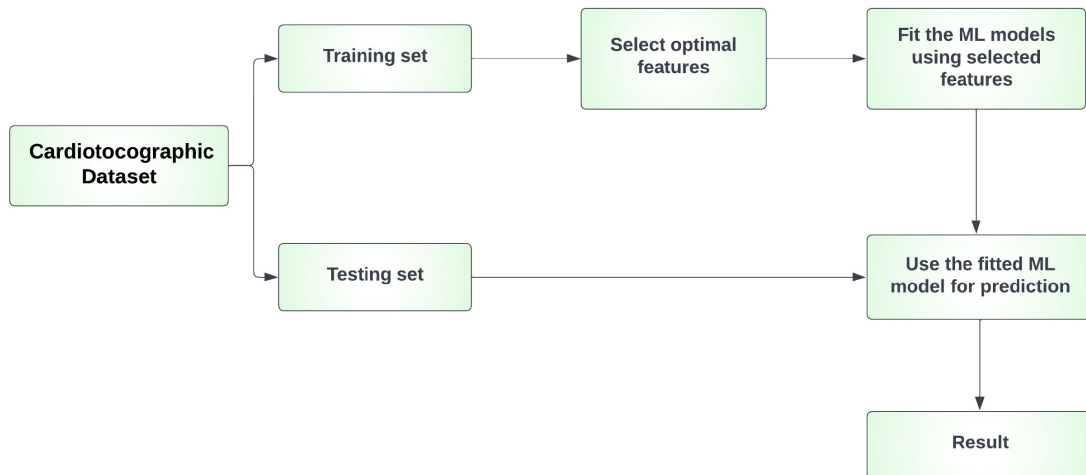 Training set
Select optimal
features
Fit the ML models
using selected
features
Cardiotocographic
Dataset
Testing set
Use the fitted ML
model for prediction
Result